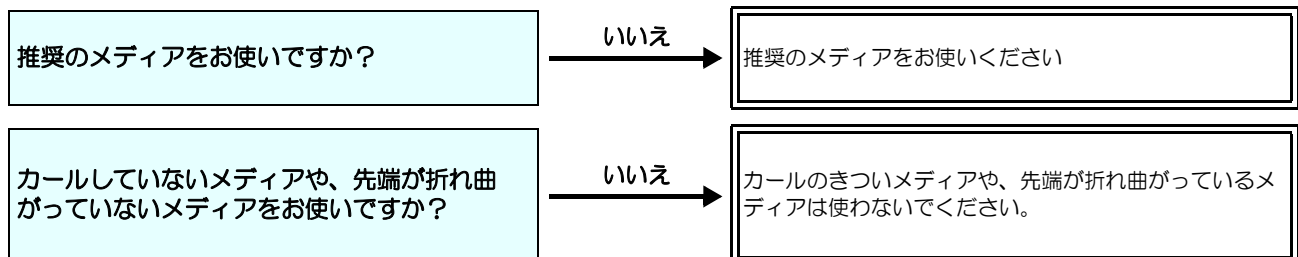 推奨のメディアをお使いですか？
いいえ
推奨のメディアをお使いください
カールしていないメディアや、先端が折れ曲
がっていないメディアをお使いですか？
いいえ
カールのきついメディアや、先端が折れ曲がっているメ
ディアは使わないでください。